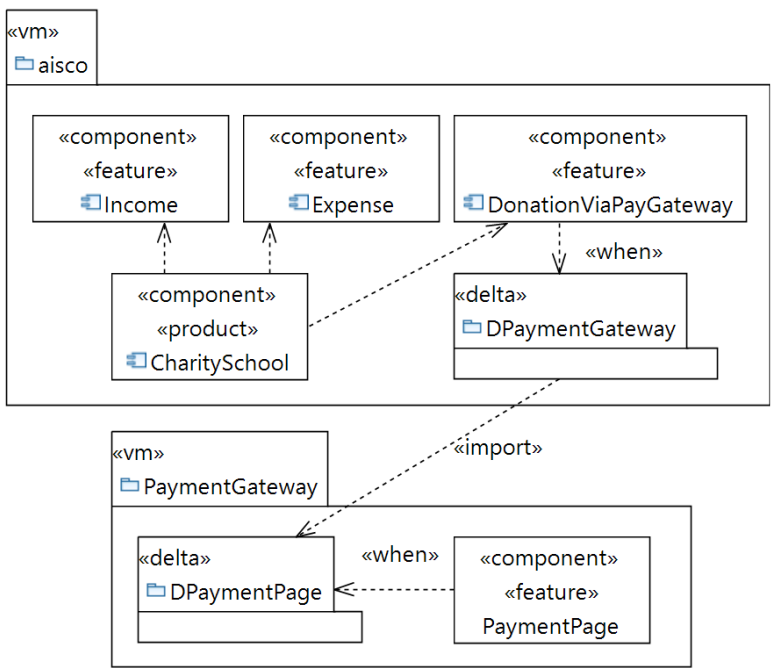 «vm»
aisco
«component»
«feature»
Income
«component»
«feature»
Expense
«component»
«feature»
DonationViaPayGateway
«when»
«component»
«product»
CharitySchool
«delta»
DPaymentGateway
«import»
«vm»
PaymentGateway
«delta»
DPaymentPage
«when»
«component»
«feature»
PaymentPage